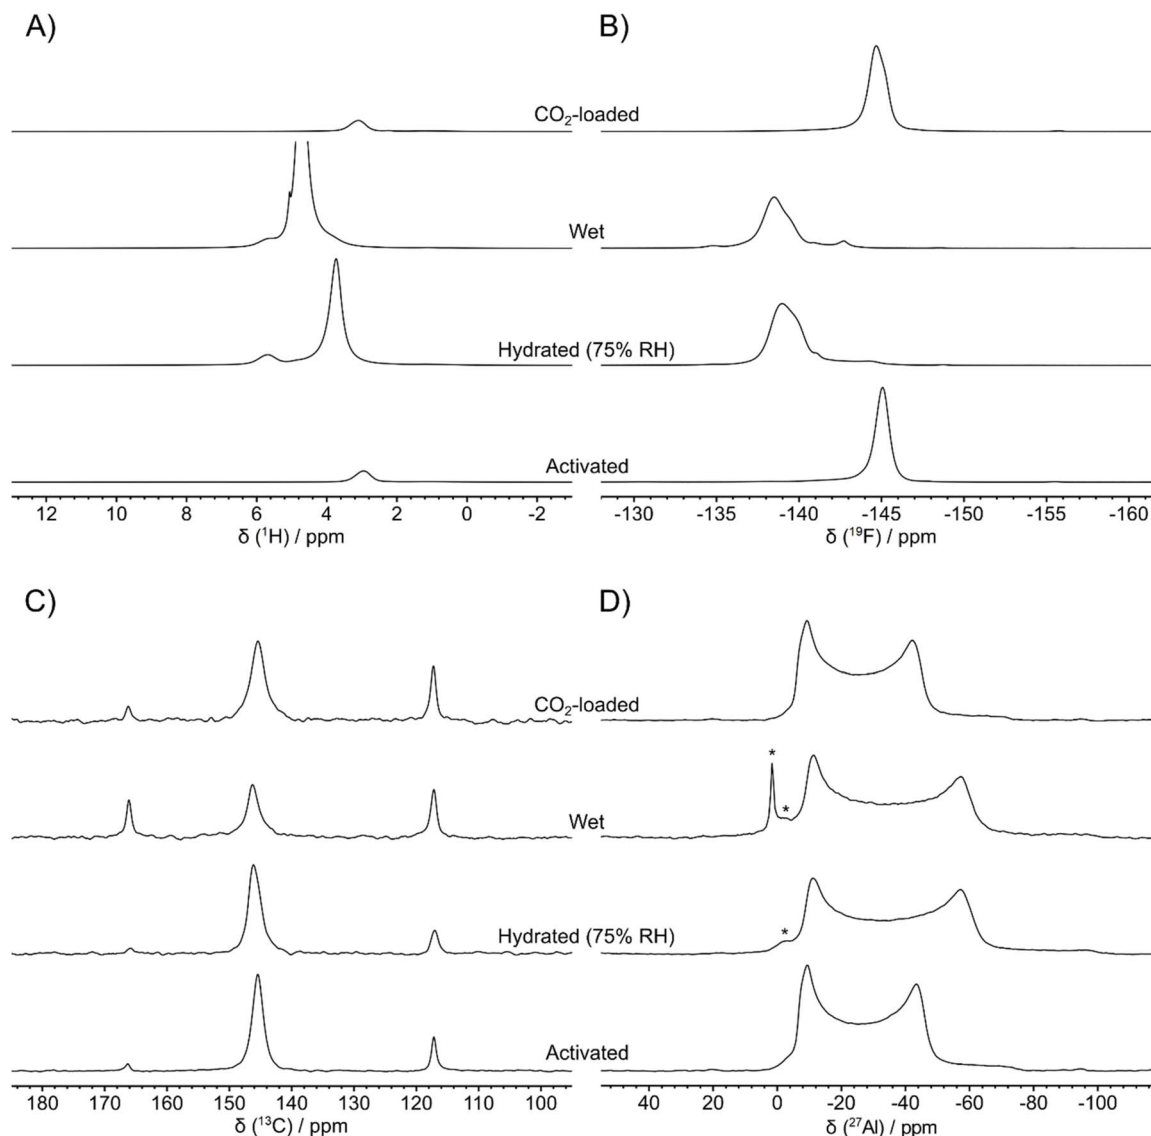 A)
B)
CO₂-loaded
Wet
Hydrated (75% RH)
Activated
12 10 8 6 4 2 0 -2
-130 -135 -140 -145 -150 -155 -160
δ (¹H) / ppm
δ (¹⁹F) / ppm
C)
D)
CO₂-loaded
*
Wet
*
Hydrated (75% RH)
*
Activated
180 170 160 150 140 130 120 110 100
40 20 0 -20 -40 -60 -80 -100
δ (¹³C) / ppm
δ (²⁷Al) / ppm